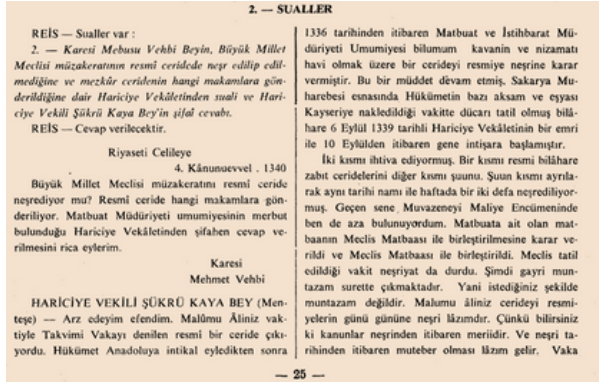 2. — SUALLER
REİS — Sualler var :
2. — Karesi Mebusu Vehbi Beyin, Büyük Millet
Meclisi müzakeratının resmî ceridede neşr edilip edil-
mediğine ve mezkûr ceridenin hangi makamlara gön-
derildiğine dair Hariciye Vekâletinden suali ve Hari-
ciye Vekili Şükrü Kaya Bey'in şifaî cevabı.
REİS — Cevap verilecektir.
Riyaseti Celileye
4. Kânunuevvel . 1340
Büyük Millet Meclisi müzakeratını resmî ceride
neşrediyor mu? Resmî ceride hangi makamlara gön-
deriliyor. Matbuat Müdüriyeti umumiyesinin merbut
bulunduğu Hariciye Vekâletinden şifahen cevap ve-
rilmesini rica eylerim.
Karesi
Mehmet Vehbi
HARİCİYE VEKİLİ ŞÜKRÜ KAYA BEY (Men-
teşe) — Arz edeyim efendim. Malûmu Âliniz vak-
tiyle Takvimi Vakayı denilen resmî bir ceride çıkı-
yordu. Hükümet Anadoluya intikal eyledikten sonra
1336 tarihinden itibaren Matbuat ve İstihbarat Mü-
düriyeti Umumiyesi bilumum kavanin ve nizamatı
havi olmak üzere bir cerideyi resmiye neşrine karar
vermiştir. Bu bir müddet devam etmiş. Sakarya Mu-
harebesi esnasında Hükümetin bazı aksam ve eşyası
Kayseriye nakledildiği vakitte dücarı tatil olmuş bilâ-
hare 6 Eylül 1339 tarihli Hariciye Vekâletinin bir emri
ile 10 Eylülden itibaren gene intişara başlamıştır.
İki kısmı ihtiva ediyormuş. Bir kısmı resmî bilâhare
zabıt ceridelerini diğer kısmı şuunu. Şuun kısmı ayrıla-
rak aynı tarihi namı ile haftada bir iki defa neşrediliyor-
muş. Geçen sene Muvazeneyi Maliye Encümeninde
ben de aza bulunuyordum. Matbuata ait olan mat-
baanın Meclis Matbaası ile birleştirilmesine karar ve-
rildi ve Meclis Matbaası ile birleştirildi. Meclis tatil
edildiği vakit neşriyat da durdu. Şimdi gayri mun-
tazam surette çıkmaktadır. Yani istediğiniz şekilde
muntazam değildir. Malumu âliniz cerideyi resmi-
yelerin günü gününe neşri lâzımdır. Çünkü bilirsiniz
ki kanunlar neşrinden itibaren meriidir. Ve neşri ta-
rihinden itibaren muteber olması lâzım gelir. Vaka
— 25 —